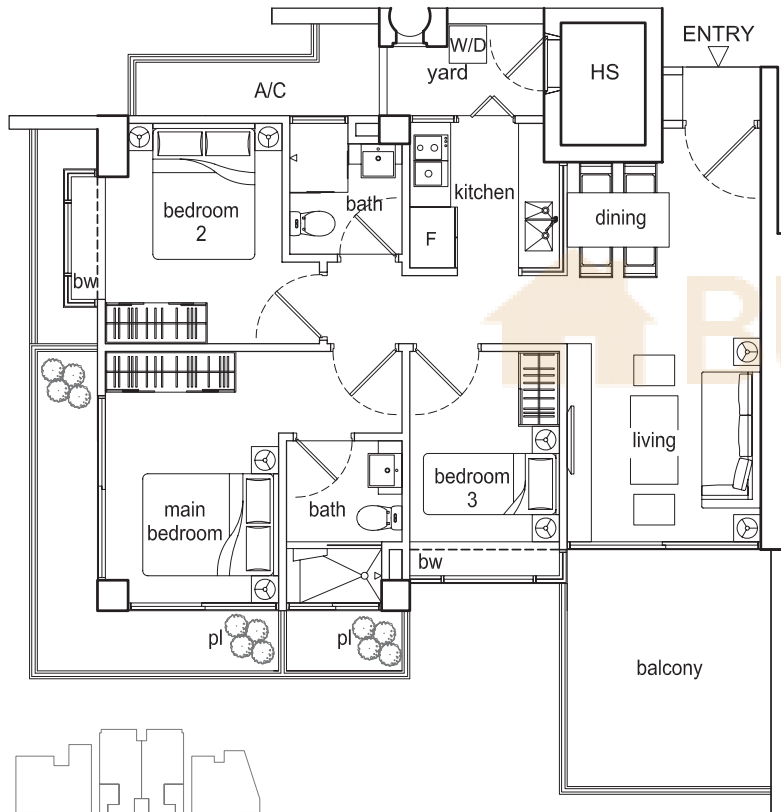 ENTRY
W/D
yard
HS
A/C
kitchen
bedroom
2
bath
dining
F
bw
living
bedroom
3
main
bedroom
bath
bw
pl
pl
balcony